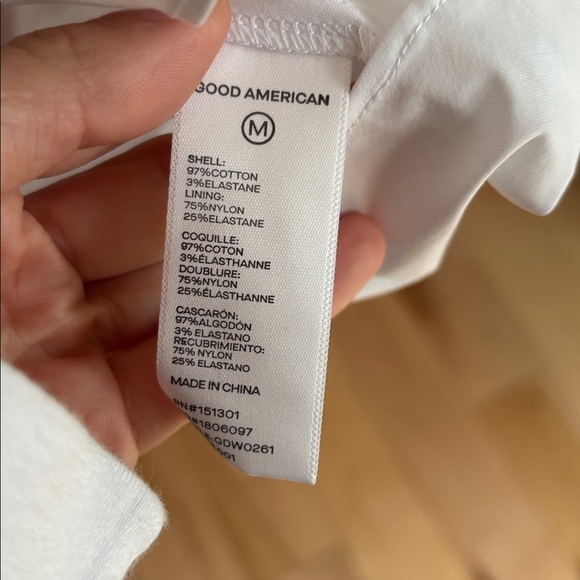 GOOD AMERICAN
M
SHELL:
97%COTTON
3%ELASTANE
LINING:
75%NYLON
25%ELASTANE
COQUILLE:
97%COTON
3%ÉLASTHANNE
DOUBLURE:
75%NYLON
25%ÉLASTHANNE
CASCARÓN:
97%ALGODÓN
3% ELASTANO
RECUBRIMIENTO:
75% NYLON
25% ELASTANO
MADE IN CHINA
RN#151301
#1806097
:GDW0261
001